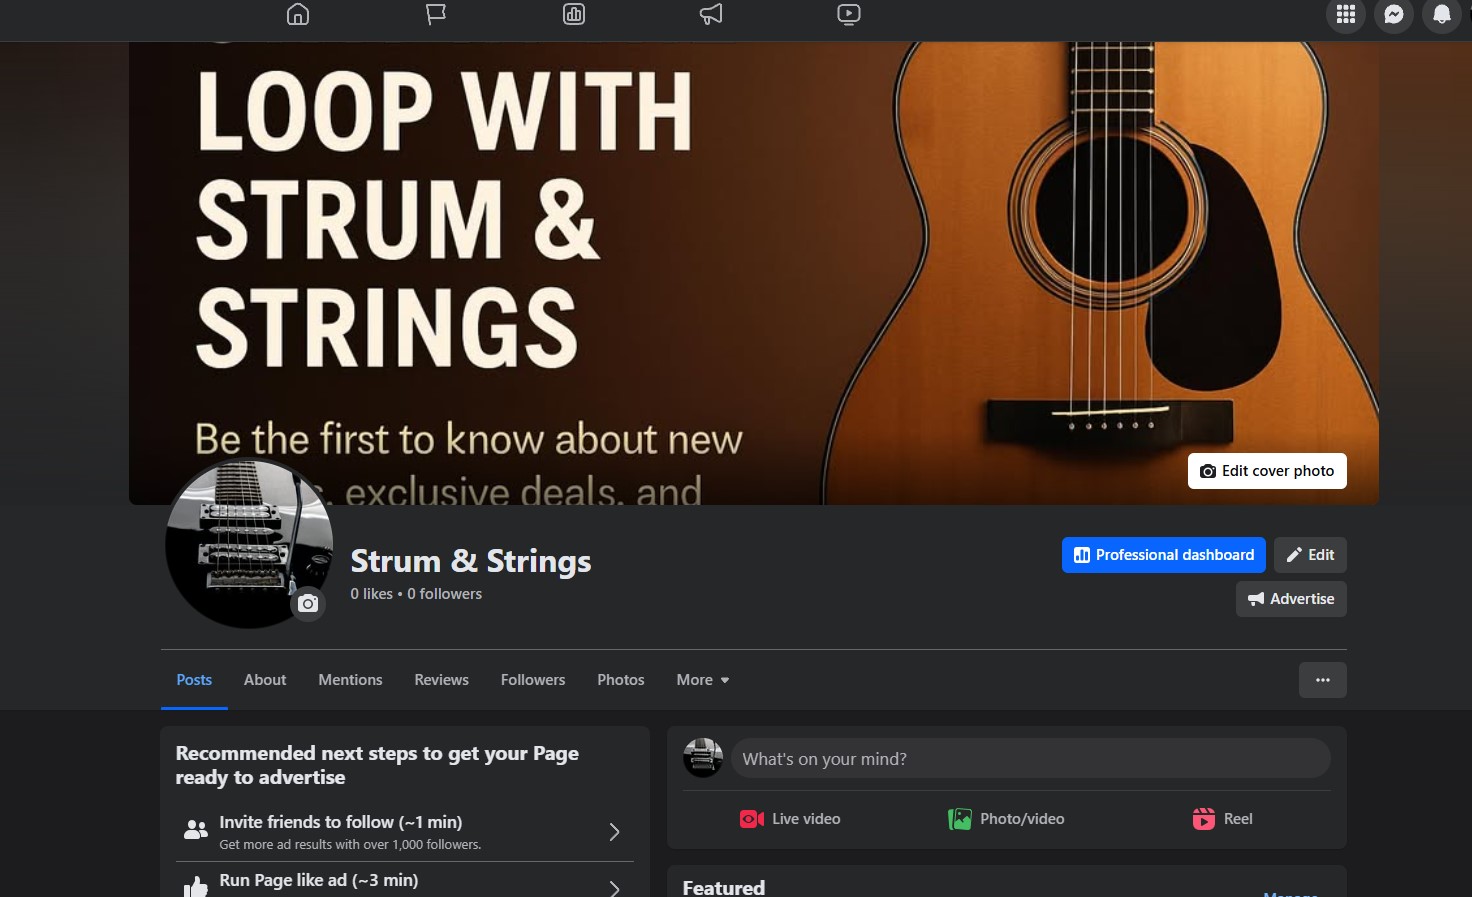 LOOP WITH
STRUM &
STRINGS
Be the first to know about new
exclusive deals, and
Edit cover photo
Strum & Strings
0 likes • 0 followers
Professional dashboard
Edit
Advertise
Posts
About
Mentions
Reviews
Followers
Photos
More
Recommended next steps to get your Page
ready to advertise
Invite friends to follow (~1 min)
Get more ad results with over 1,000 followers.
Run Page like ad (~3 min)
What's on your mind?
Live video
Photo/video
Reel
Featured
Manage